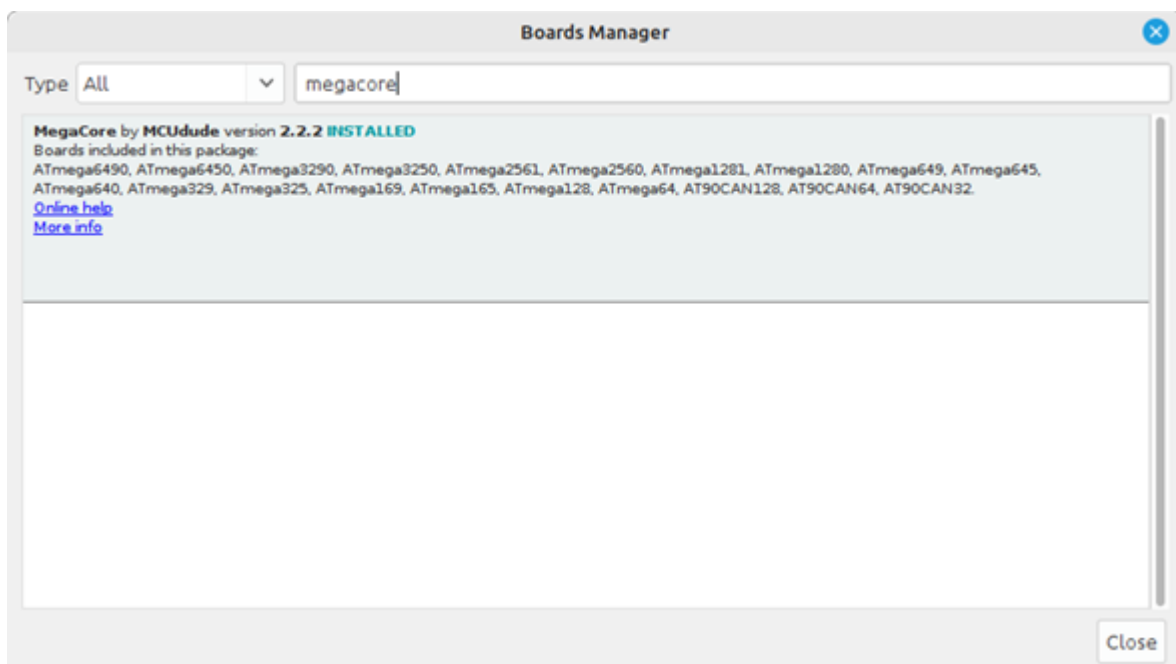 Boards Manager
Type All megacore
MegaCore by MCUdude version 2.2.2 INSTALLED
Boards included in this package:
ATmega6490, ATmega6450, ATmega3290, ATmega3250, ATmega2561, ATmega2560, ATmega1281, ATmega1280, ATmega649, ATmega645,
ATmega640, ATmega329, ATmega325, ATmega169, ATmega165, ATmega128, ATmega64, AT90CAN128, AT90CAN64, AT90CAN32.
Online help
More info
Close